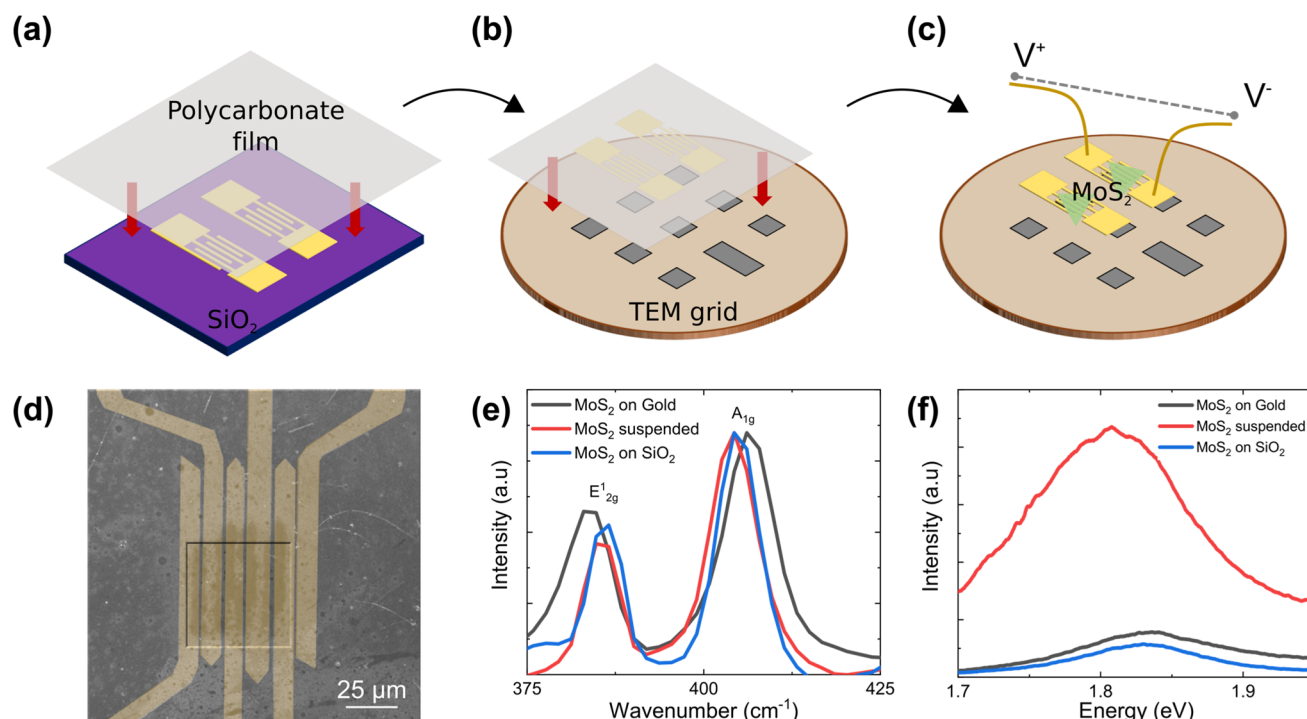 (a)
Polycarbonate
film
SiO₂
(b)
TEM grid
(c)
V⁺
V⁻
MoS₂
(d)
25 µm
(e)
MoS₂ on Gold
MoS₂ suspended
MoS₂ on SiO₂
A₁g
E¹₂g
Intensity (a.u)
375
400
425
Wavenumber (cm⁻¹)
(f)
MoS₂ on Gold
MoS₂ suspended
MoS₂ on SiO₂
Intensity (a.u)
1.7
1.8
1.9
Energy (eV)